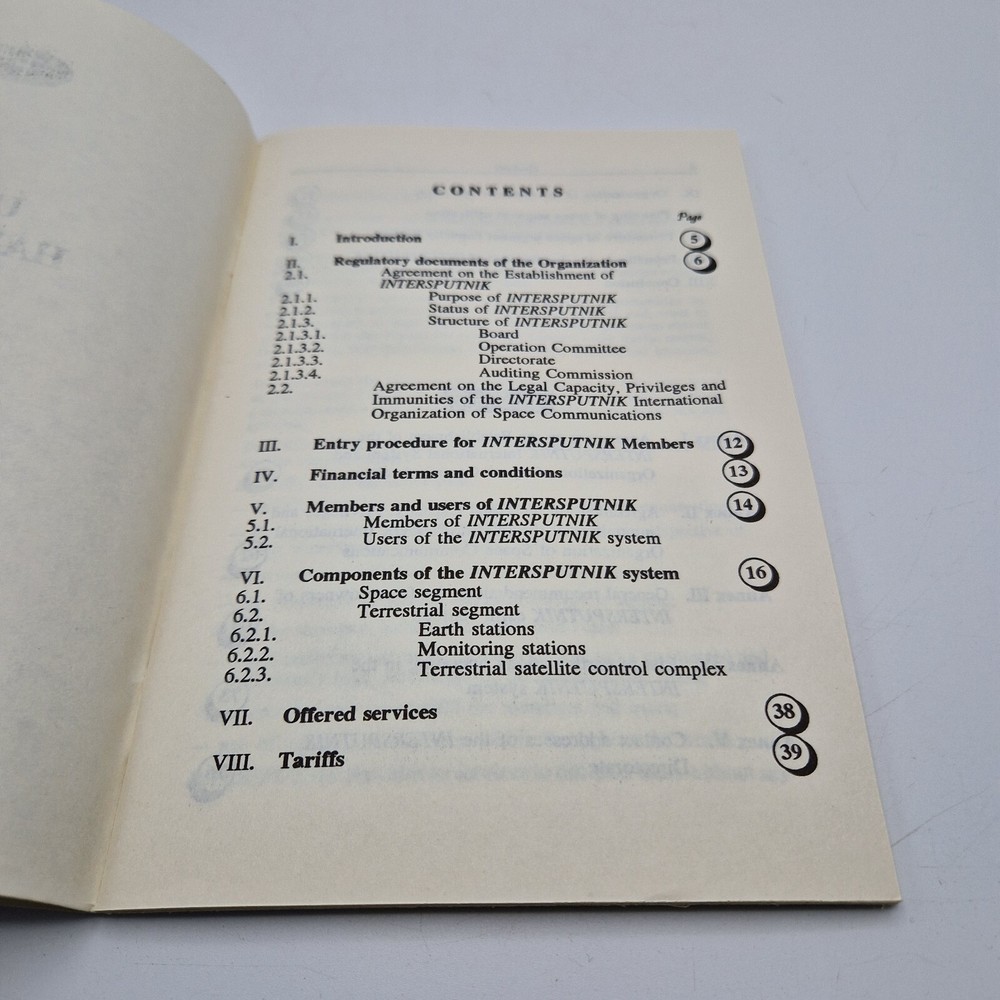 CONTENTS
Page
I. Introduction 5
II. Regulatory documents of the Organization 6
2.1. Agreement on the Establishment of
INTERSPUTNIK
2.1.1. Purpose of INTERSPUTNIK
2.1.2. Status of INTERSPUTNIK
2.1.3. Structure of INTERSPUTNIK
2.1.3.1. Board
2.1.3.2. Operation Committee
2.1.3.3. Directorate
2.1.3.4. Auditing Commission
2.2. Agreement on the Legal Capacity, Privileges and
Immunities of the INTERSPUTNIK International
Organization of Space Communications
III. Entry procedure for INTERSPUTNIK Members 12
IV. Financial terms and conditions 13
V. Members and users of INTERSPUTNIK 14
5.1. Members of INTERSPUTNIK
5.2. Users of the INTERSPUTNIK system
VI. Components of the INTERSPUTNIK system 16
6.1. Space segment
6.2. Terrestrial segment
6.2.1. Earth stations
6.2.2. Monitoring stations
6.2.3. Terrestrial satellite control complex
VII. Offered services 38
VIII. Tariffs 39